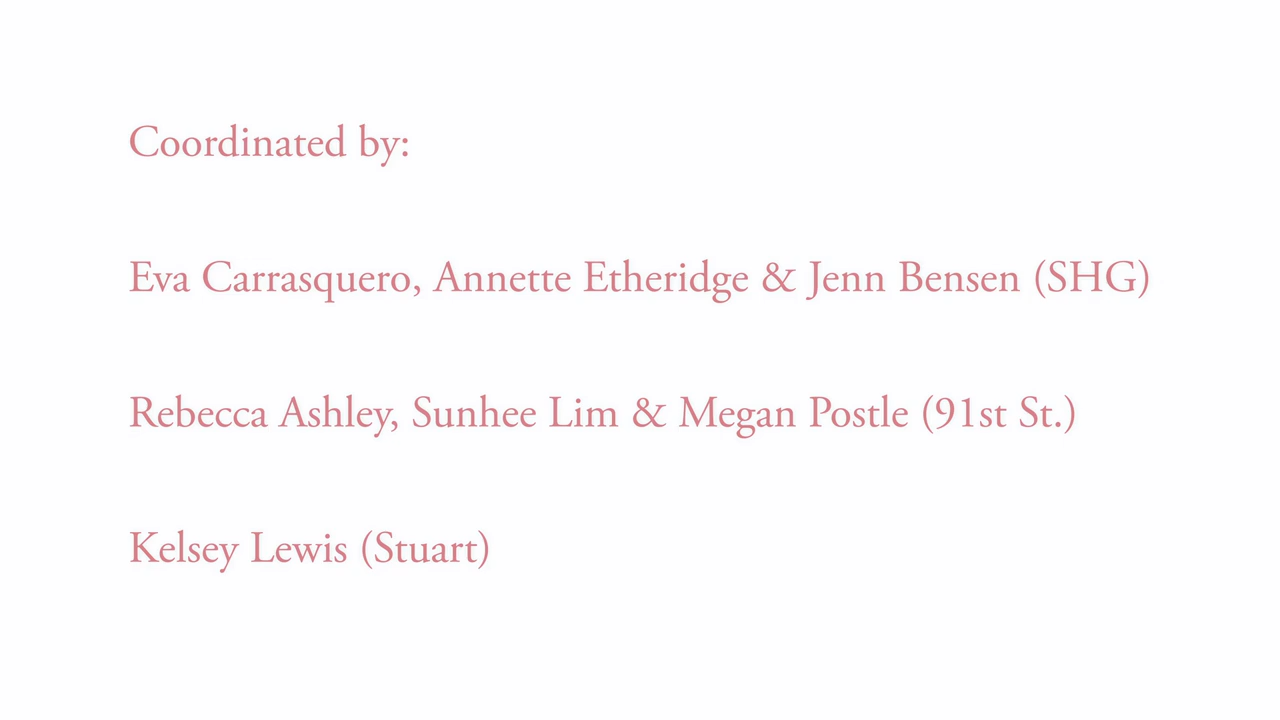 Coordinated by:
Eva Carrasquero, Annette Etheridge & Jenn Bensen (SHG)
Rebecca Ashley, Sunhee Lim & Megan Postle (91st St.)
Kelsey Lewis (Stuart)